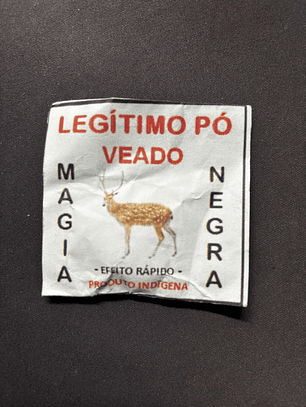 LEGÍTIMO PÓ
VEADO
MAGIA
NEGRA
- EFEITO RÁPIDO -
PRODUTO INDÍGENA